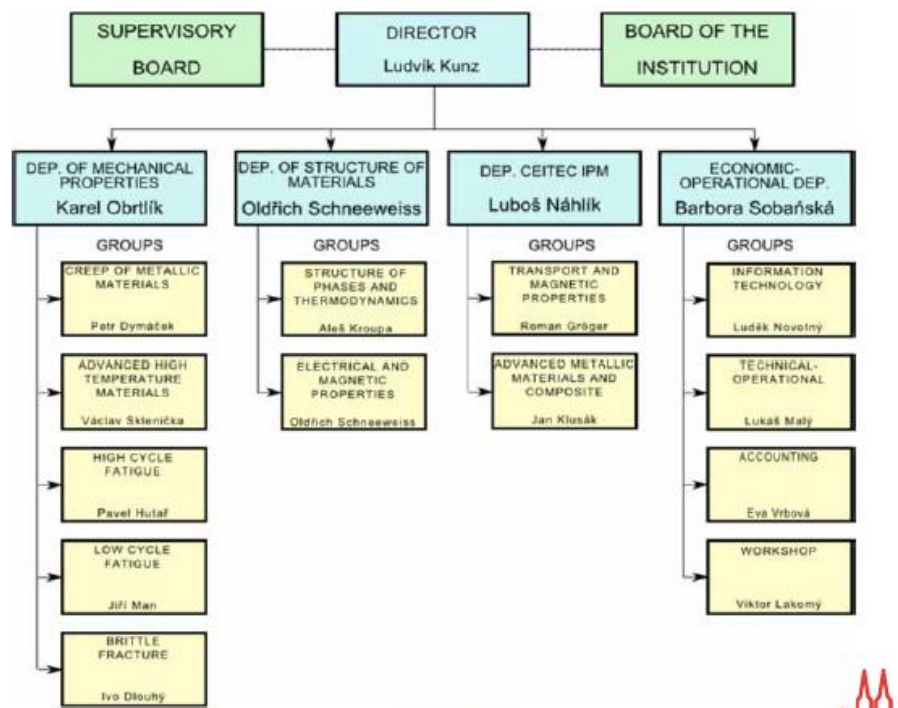 SUPERVISORY
BOARD
DIRECTOR
Ludvík Kunz
BOARD OF THE
INSTITUTION
DEP. OF MECHANICAL
PROPERTIES
Karel Obrtlík
DEP. OF STRUCTURE OF
MATERIALS
Oldřich Schneeweiss
DEP. CEITEC IPM
Luboš Náhlík
ECONOMIC-
OPERATIONAL DEP.
Barbora Sobaňská
GROUPS
CREEP OF METALLIC
MATERIALS
Petr Dymáček
ADVANCED HIGH
TEMPERATURE
MATERIALS
Václav Sklenička
HIGH CYCLE
FATIGUE
Pavel Hutař
LOW CYCLE
FATIGUE
Jiří Man
BRITTLE
FRACTURE
Ivo Dlouhý
GROUPS
STRUCTURE OF
PHASES AND
THERMODYNAMICS
Aleš Kroupa
ELECTRICAL AND
MAGNETIC
PROPERTIES
Oldřich Schneeweiss
GROUPS
TRANSPORT AND
MAGNETIC
PROPERTIES
Roman Gröger
ADVANCED METALLIC
MATERIALS AND
COMPOSITE
Jan Klusák
GROUPS
INFORMATION
TECHNOLOGY
Luděk Novotný
TECHNICAL-
OPERATIONAL
Lukáš Malý
ACCOUNTING
Eva Vrbová
WORKSHOP
Viktor Lakomý